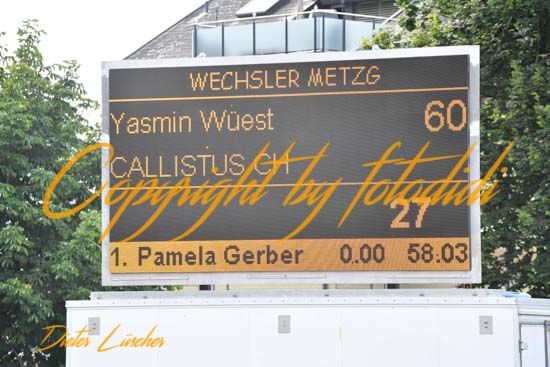 WECHSLER METZG
Yasmin Wüest 60
CALLISTUS CH
Copyright by fotodidi
27
1. Pamela Gerber 0.00 58.03
Dieter Lüscher